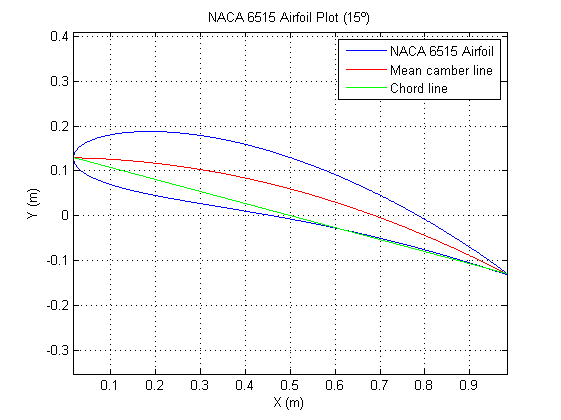 NACA 6515 Airfoil Plot (15º)
NACA 6515 Airfoil
Mean camber line
Chord line
0.4
0.3
0.2
0.1
0
-0.1
-0.2
-0.3
Y (m)
0.1 0.2 0.3 0.4 0.5 0.6 0.7 0.8 0.9
X (m)